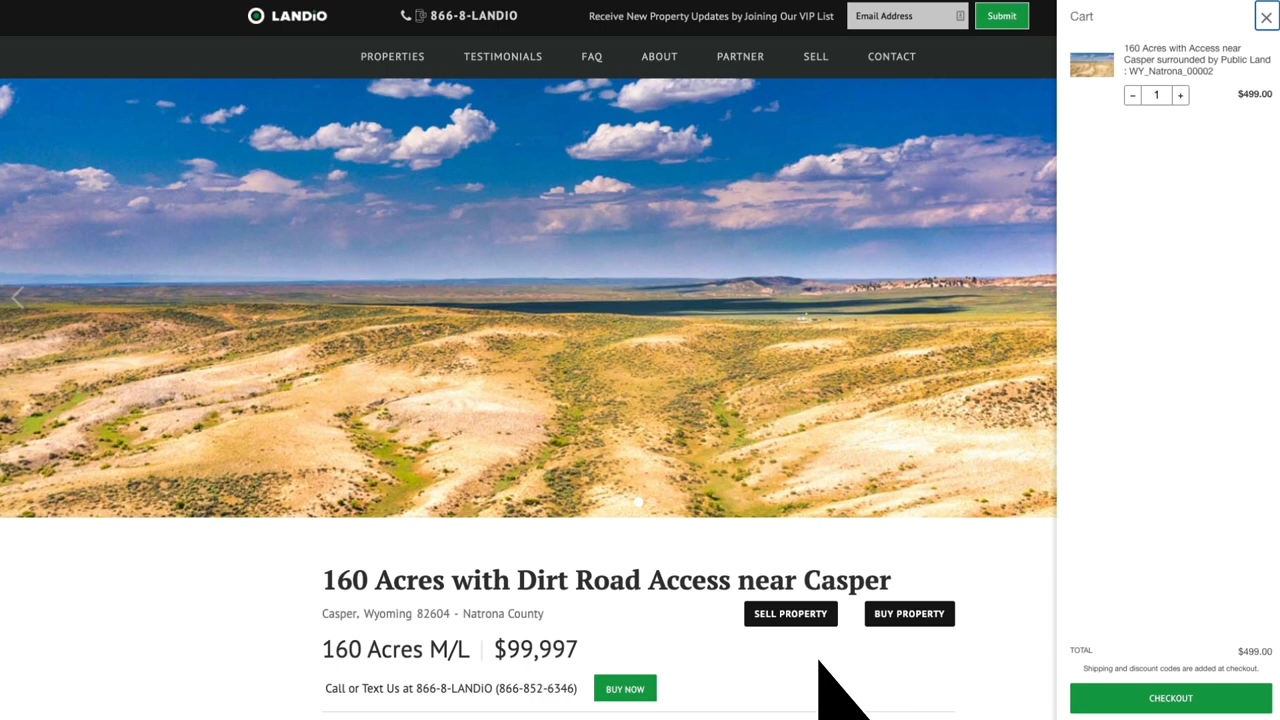 LANDiO
866-8-LANDIO
Receive New Property Updates by Joining Our VIP List
Email Address
Submit
PROPERTIES
TESTIMONIALS
FAQ
ABOUT
PARTNER
SELL
CONTACT
160 Acres with Dirt Road Access near Casper
Casper, Wyoming 82604 - Natrona County
SELL PROPERTY
BUY PROPERTY
160 Acres M/L | $99,997
Call or Text Us at 866-8-LANDiO (866-852-6346)
BUY NOW
Cart
160 Acres with Access near
Casper surrounded by Public Land
: WY_Natrona_00002
− 1 +
$499.00
TOTAL
$499.00
Shipping and discount codes are added at checkout.
CHECKOUT